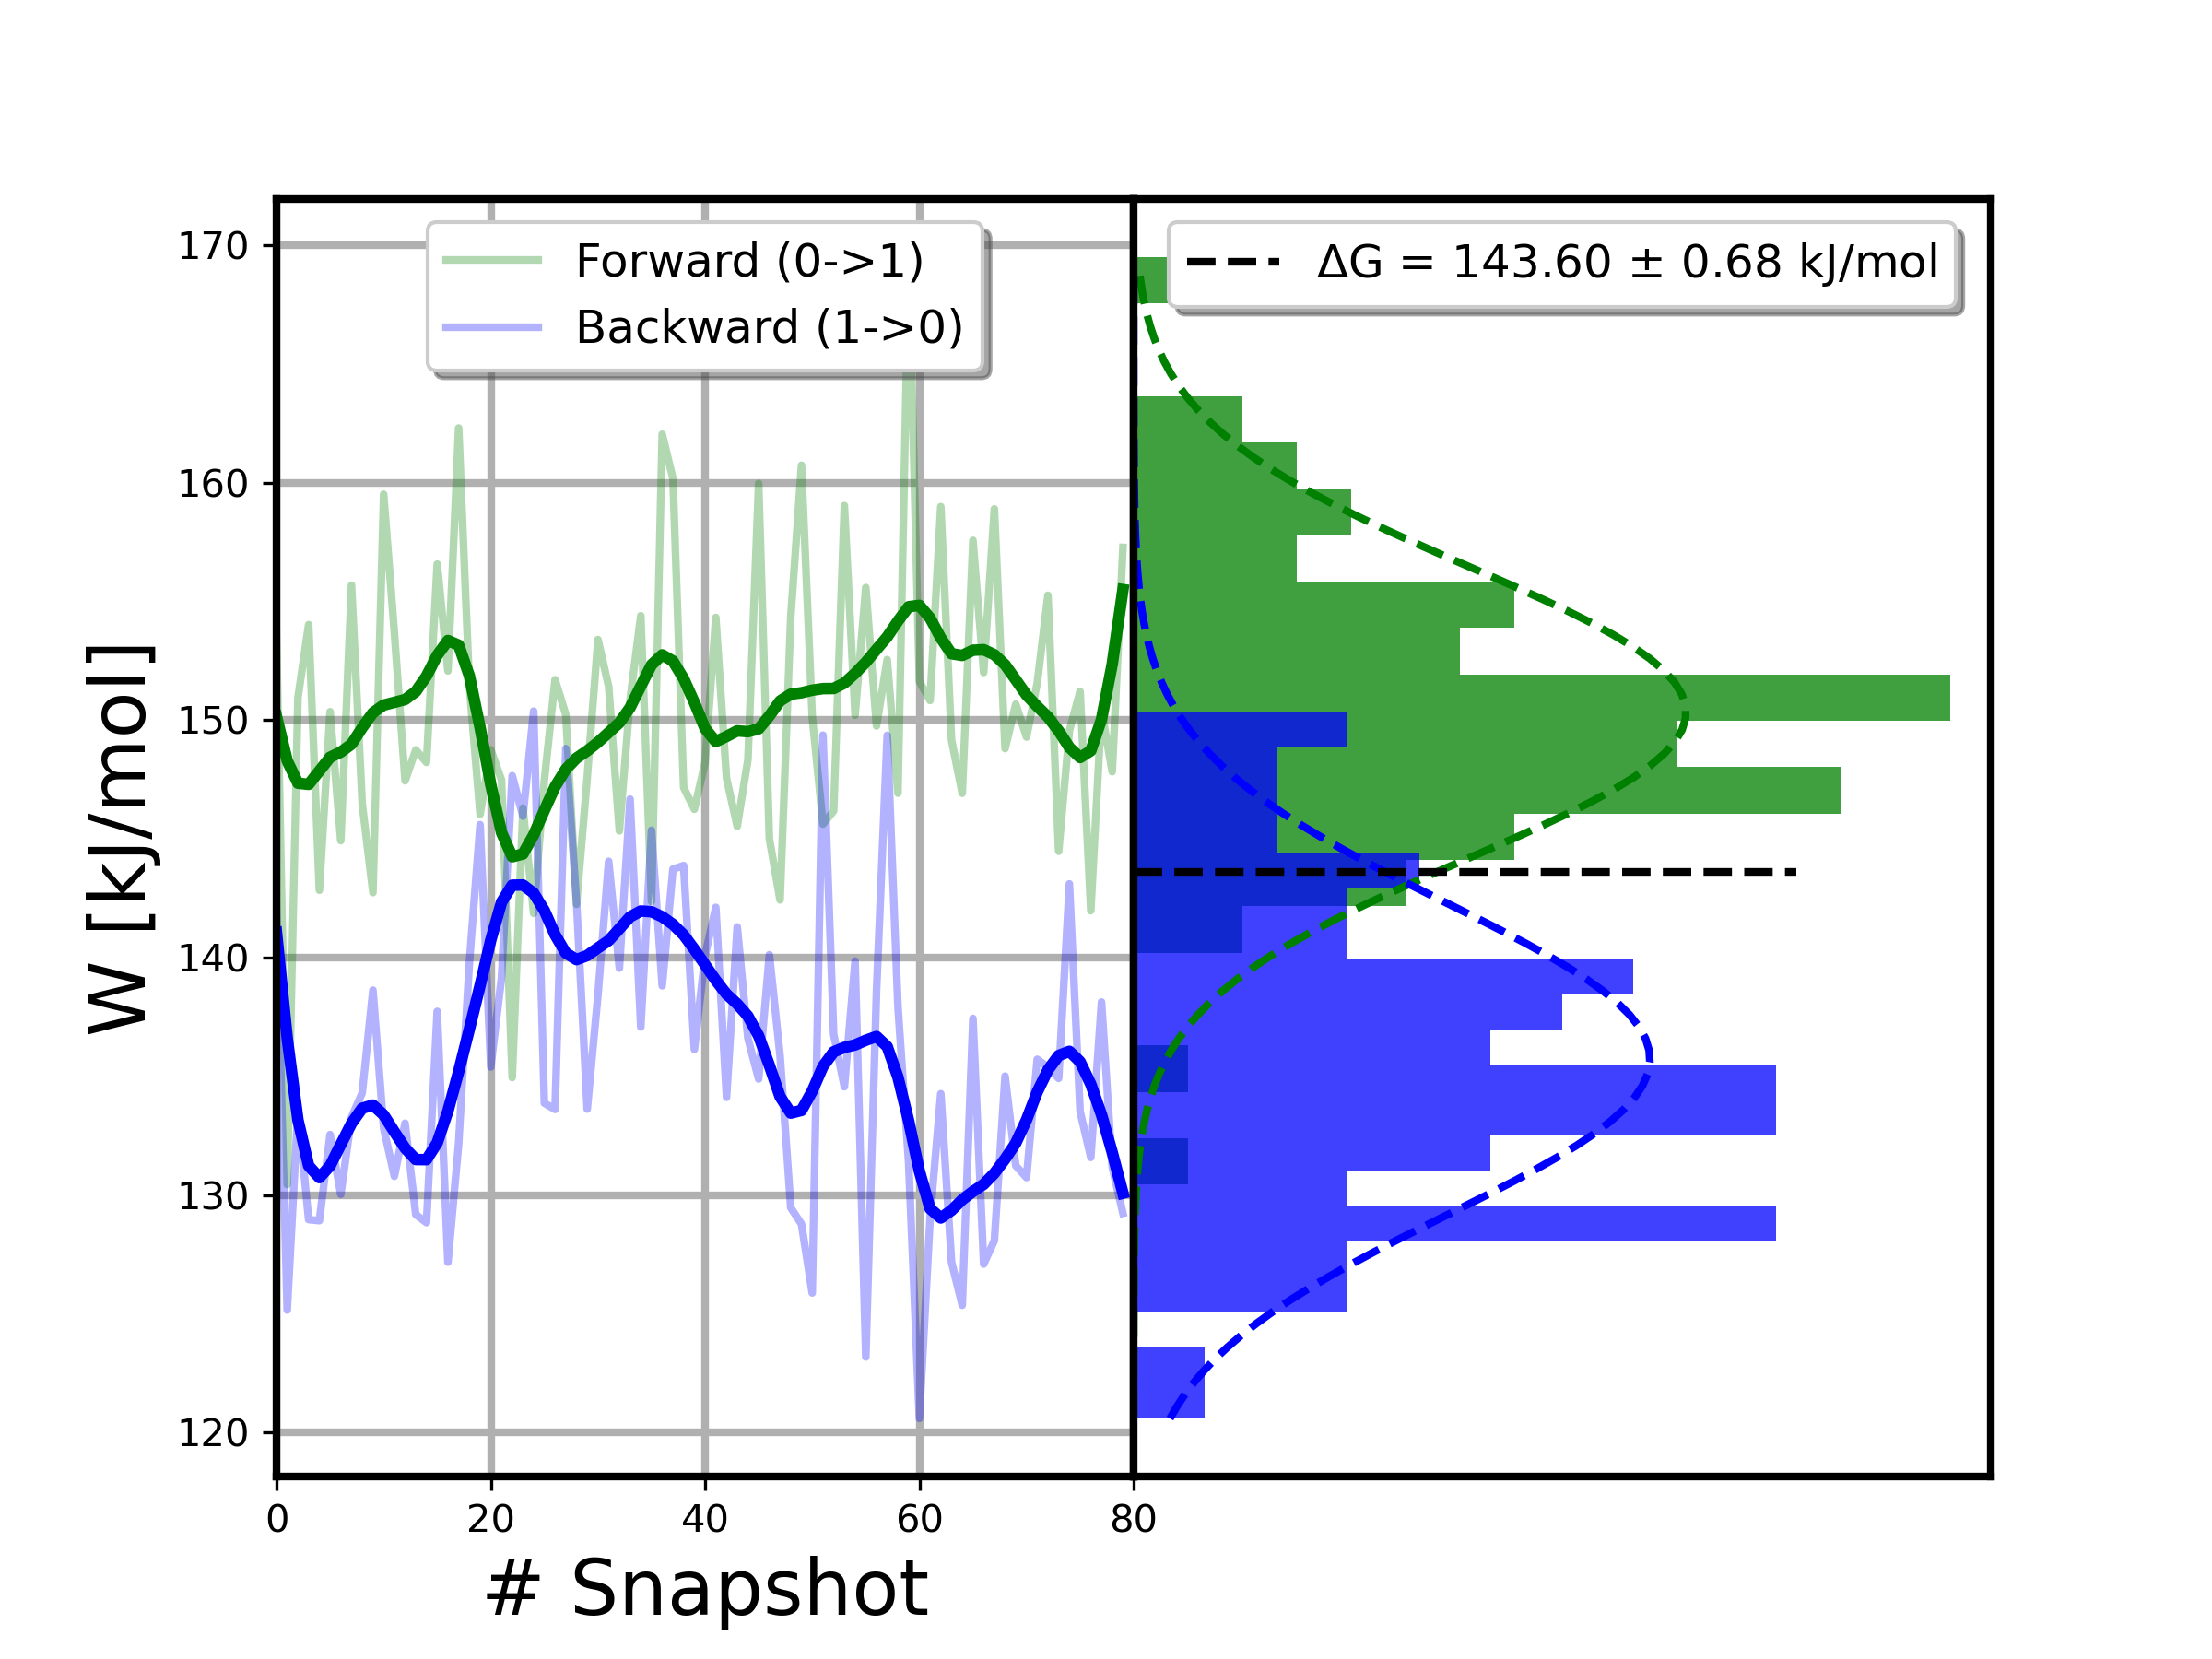 Forward (0->1)
Backward (1->0)
ΔG = 143.60 ± 0.68 kJ/mol
W [kJ/mol]
170
160
150
140
130
120
0 20 40 60 80
# Snapshot